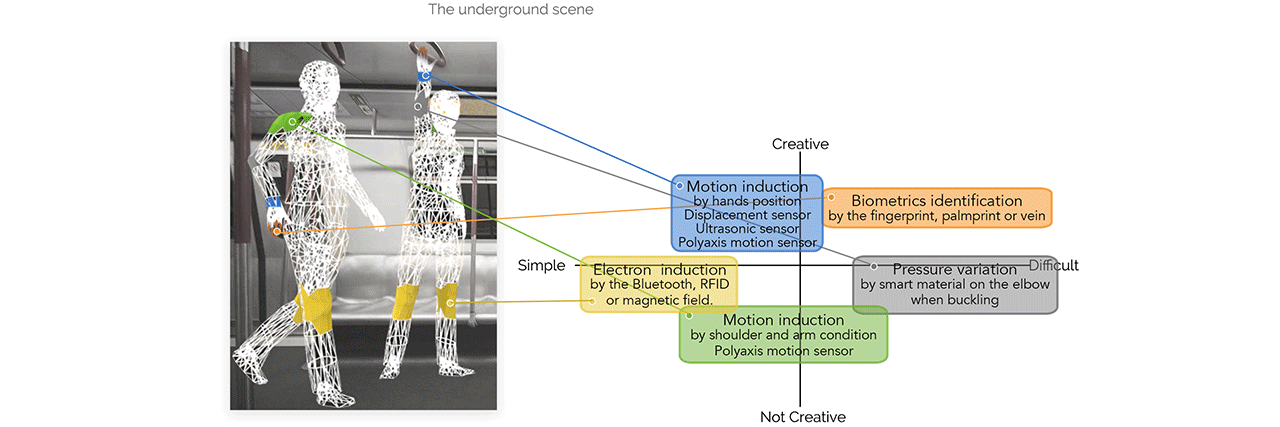 The underground scene
Creative
Motion induction
by hands position
Displacement sensor
Ultrasonic sensor
Polyaxis motion sensor
Biometrics identification
by the fingerprint, palmprint or vein
Simple
Difficult
Electron induction
by the Bluetooth, RFID
or magnetic field.
Pressure variation
by smart material on the elbow
when buckling
Motion induction
by shoulder and arm condition
Polyaxis motion sensor
Not Creative